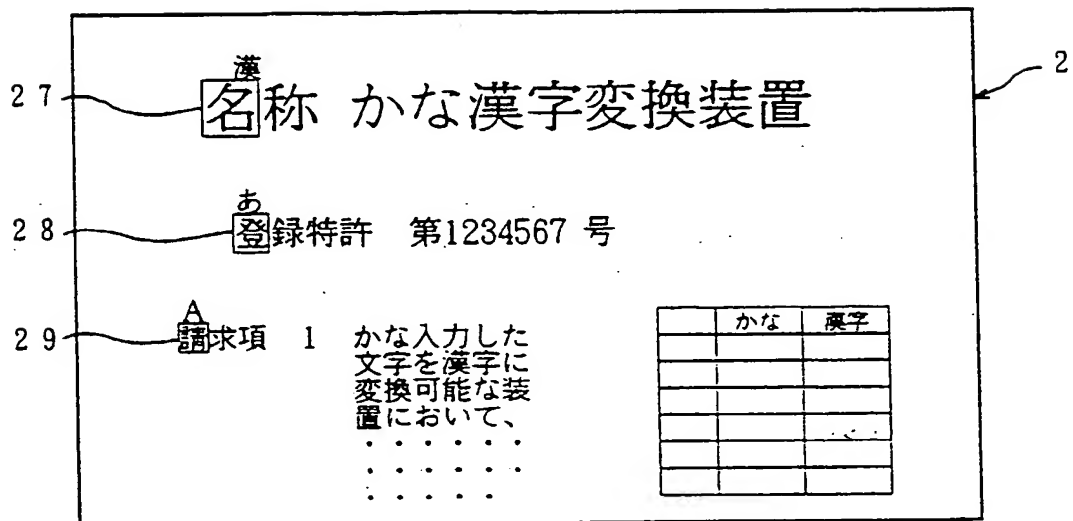 漢
27 名称 かな漢字変換装置
2
あ
28 登録特許 第1234567 号
A
29 請求項 1 かな入力した
文字を漢字に
変換可能な装
置において、
・・・・・・
・・・・・・
・・・・・
かな 漢字